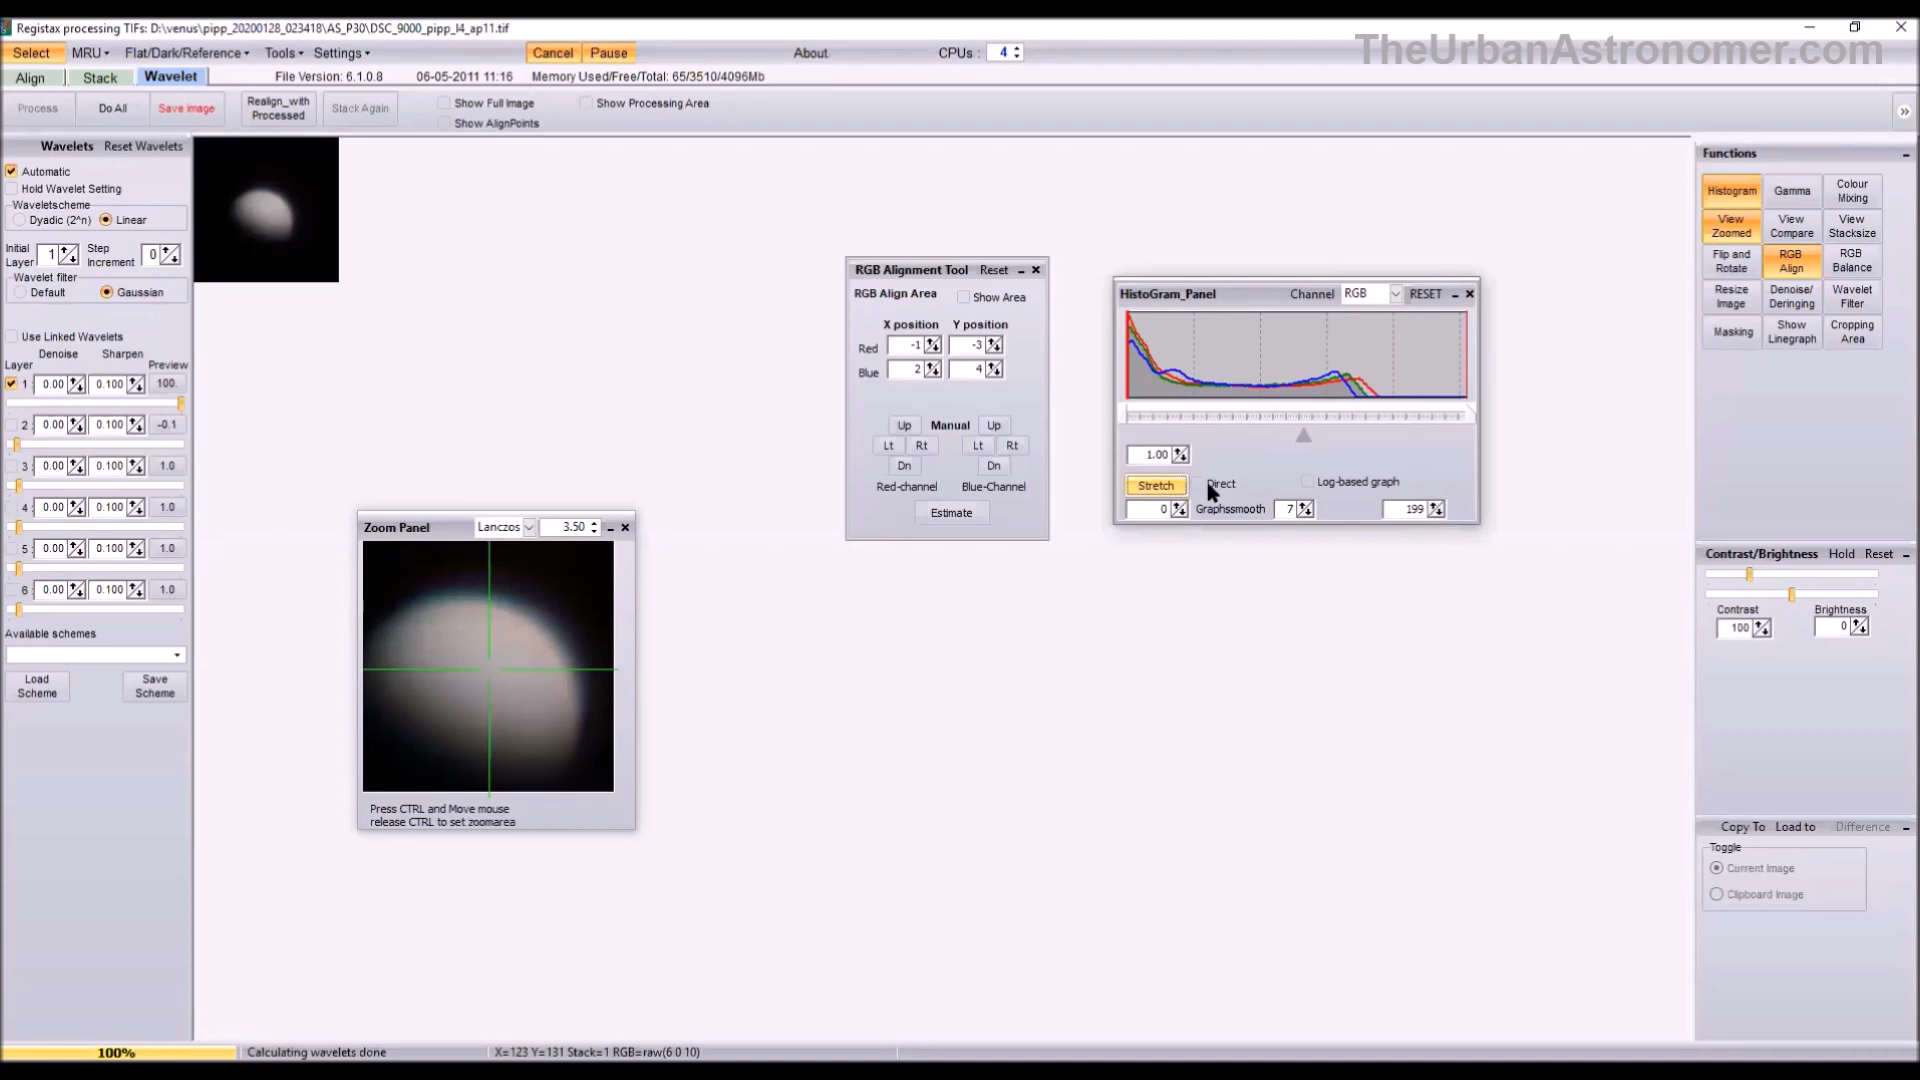 Registax processing TIFs: D:\venus\pipp_20200128_023418\AS_P30\DSC_9000_pipp_l4_ap11.tif
TheUrbanAstronomer.com
Select MRU Flat/Dark/Reference Tools Settings Cancel Pause About CPUs : 4
Align Stack Wavelet File Version: 6.1.0.8 06-05-2011 11:16 Memory Used/Free/Total: 65/3510/4096Mb
Process Do All Save image Realign_with Processed Stack Again Show Full Image Show Processing Area
Show AlignPoints
Wavelets Reset Wavelets
Automatic
Hold Wavelet Setting
Waveletscheme
Dyadic (2^n) Linear
Initial Layer 1 Step Increment 0
Wavelet filter
Default Gaussian
Use Linked Wavelets
Denoise Sharpen
Layer Preview
1 : 0.00 0.100 100.
2 : 0.00 0.100 -0.1
3 : 0.00 0.100 1.0
4 : 0.00 0.100 1.0
5 : 0.00 0.100 1.0
6 : 0.00 0.100 1.0
Available schemes
Load Scheme Save Scheme
Zoom Panel Lanczos 3.50
Press CTRL and Move mouse
release CTRL to set zoomarea
RGB Alignment Tool Reset
RGB Align Area Show Area
X position Y position
Red -1 -3
Blue 2 4
Up Manual Up
Lt Rt Lt Rt
Dn Dn
Red-channel Blue-Channel
Estimate
HistoGram_Panel Channel RGB RESET
1.00
Stretch Direct Log-based graph
0 Graphssmooth 7 199
Functions
Histogram Gamma Colour Mixing
View Zoomed View Compare View Stacksize
Flip and Rotate RGB Align RGB Balance
Resize Image Denoise/ Deringing Wavelet Filter
Masking Show Linegraph Cropping Area
Contrast/Brightness Hold Reset
Contrast Brightness
100 0
Copy To Load to Difference
Toggle
Current Image
Clipboard Image
100% Calculating wavelets done X=123 Y=131 Stack=1 RGB=raw(6 0 10)